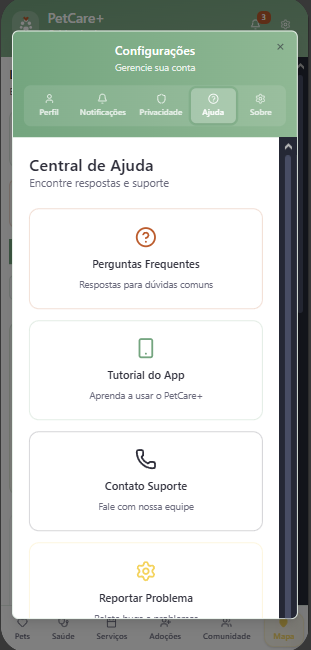 PetCare+
3
Configurações
Gerencie sua conta
×
Perfil
Notificações
Privacidade
Ajuda
Sobre
Central de Ajuda
Encontre respostas e suporte
Perguntas Frequentes
Respostas para dúvidas comuns
Tutorial do App
Aprenda a usar o PetCare+
Contato Suporte
Fale com nossa equipe
Reportar Problema
Pets
Saúde
Serviços
Adoções
Comunidade
Mapa